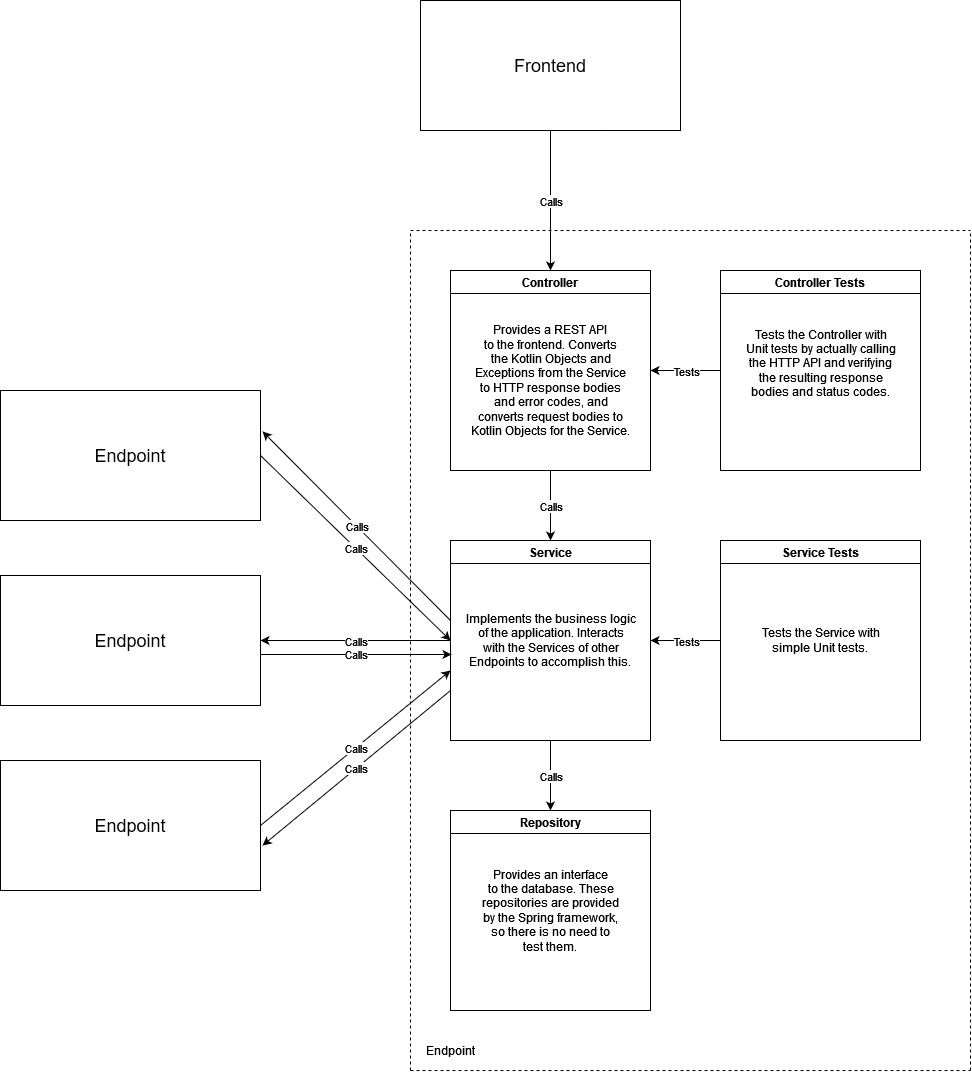 Frontend
Calls
Controller
Provides a REST API
to the frontend. Converts
the Kotlin Objects and
Exceptions from the Service
to HTTP response bodies
and error codes, and
converts request bodies to
Kotlin Objects for the Service.
Tests
Controller Tests
Tests the Controller with
Unit tests by actually calling
the HTTP API and verifying
the resulting response
bodies and status codes.
Calls
Endpoint
Calls
Calls
Endpoint
Calls
Calls
Endpoint
Calls
Calls
Service
Implements the business logic
of the application. Interacts
with the Services of other
Endpoints to accomplish this.
Tests
Service Tests
Tests the Service with
simple Unit tests.
Calls
Repository
Provides an interface
to the database. These
repositories are provided
by the Spring framework,
so there is no need to
test them.
Endpoint